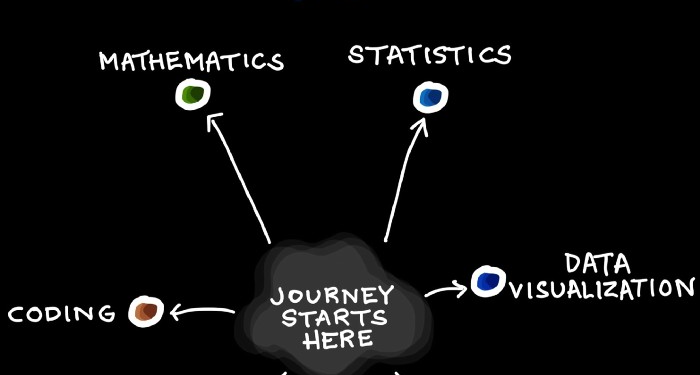 MATHEMATICS
STATISTICS
DATA
VISUALIZATION
CODING
JOURNEY
STARTS
HERE